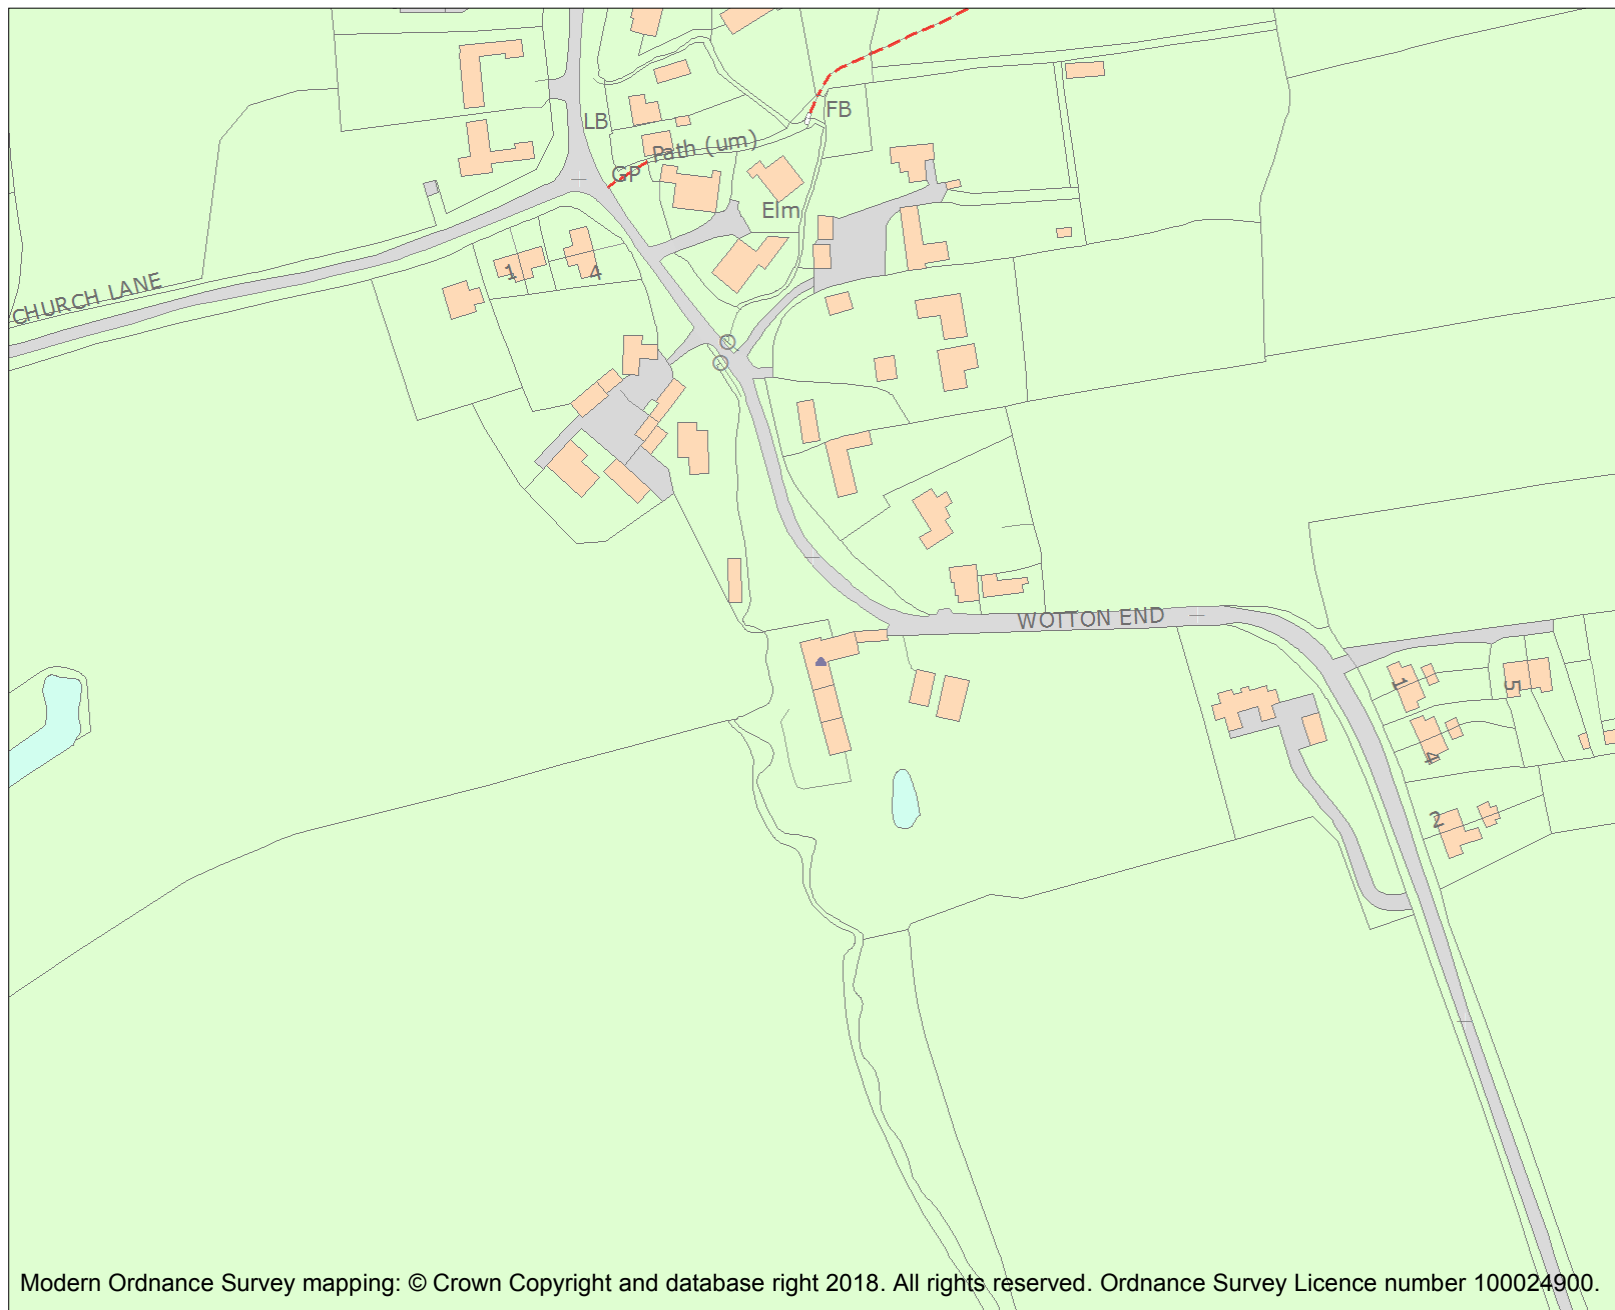 FB
LB
Path (um)
GP
Elm
1
4
CHURCH LANE
WOTTON END
1
5
4
2
Modern Ordnance Survey mapping: © Crown Copyright and database right 2018. All rights reserved. Ordnance Survey Licence number 100024900.